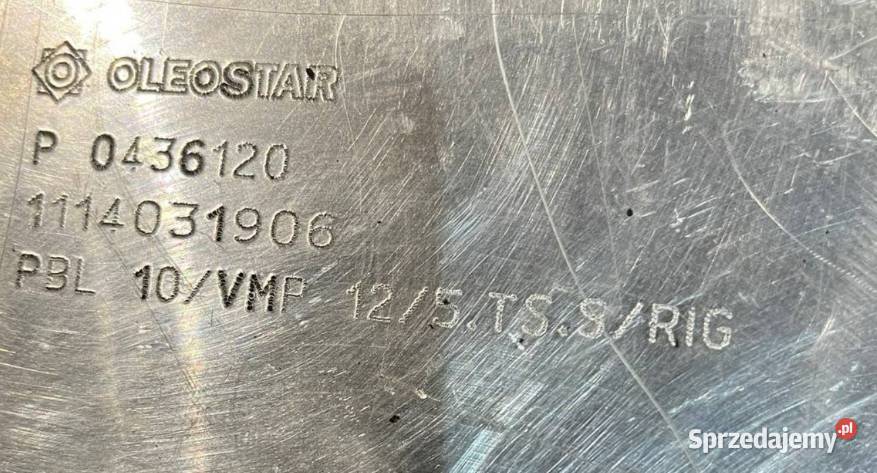 OLEOSTAR
P 0436120
1114031906
PBL 10/VMP 12/5.TS.S/RIG
Sprzedajemy.pl